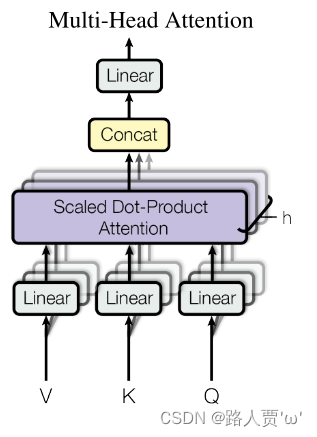 Multi-Head Attention
Linear
Concat
Scaled Dot-Product
Attention
h
Linear Linear Linear
V K Q
CSDN @路人贾'ω'